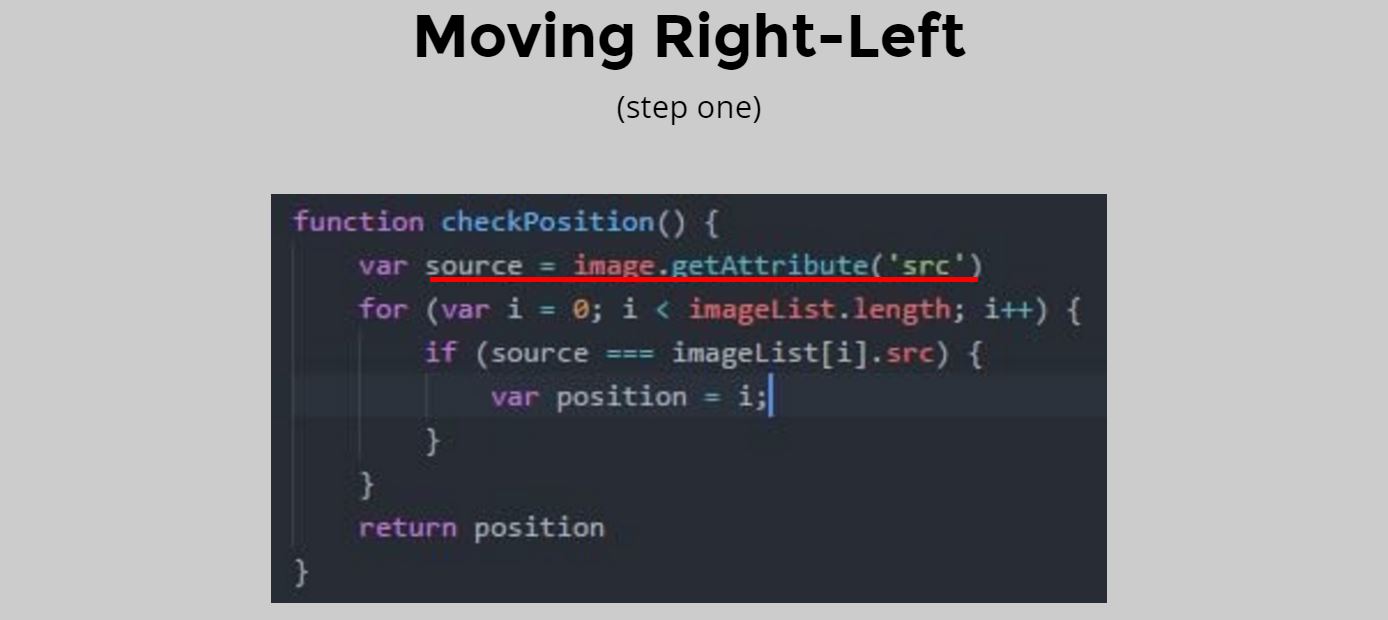 Moving Right-Left
(step one)
function checkPosition() {
var source = image.getAttribute('src')
for (var i = 0; i < imageList.length; i++) {
if (source === imageList[i].src) {
var position = i;
}
}
return position
}